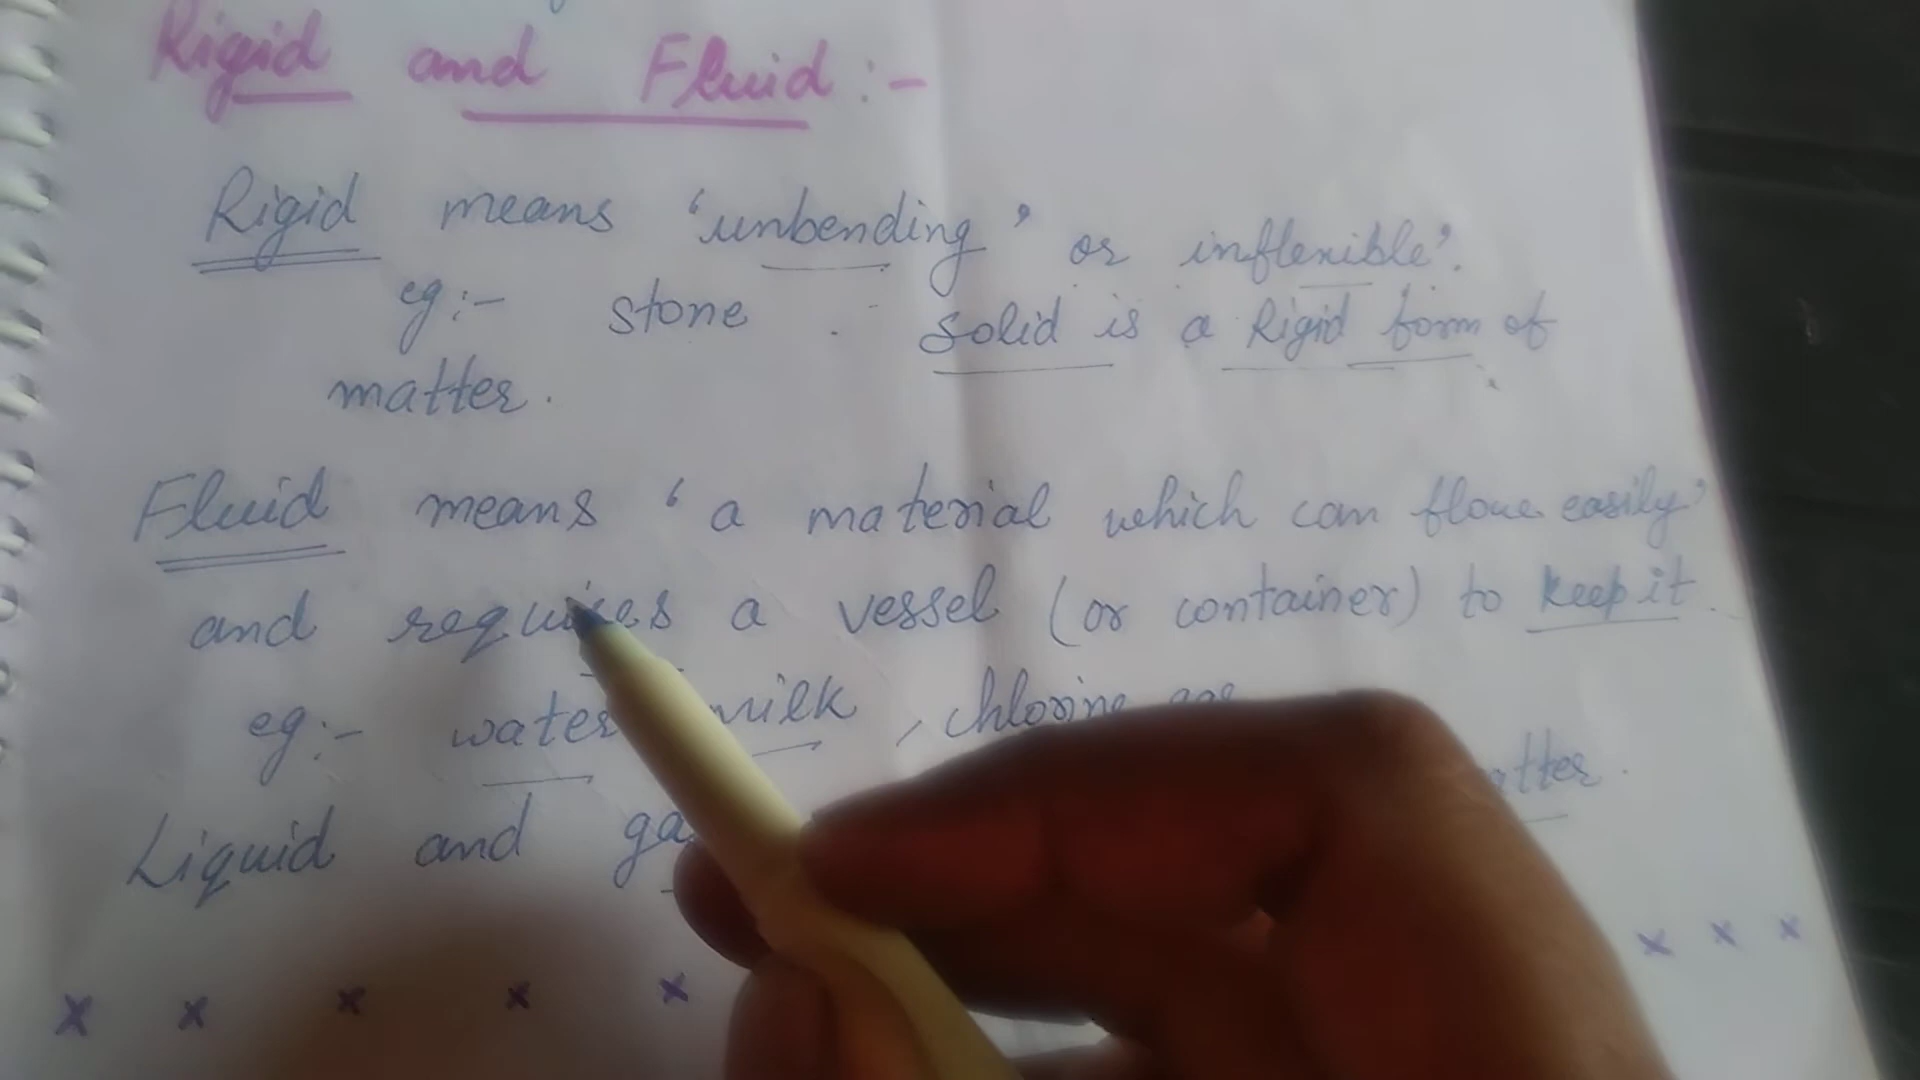 Rigid and Fluid :-
Rigid means 'unbending' or inflexible'.
eg:- stone . Solid is a Rigid form of
matter.
Fluid means 'a material which can flow easily'
and requires a vessel (or container) to keep it.
eg:- water milk , chlorine gas
Liquid and